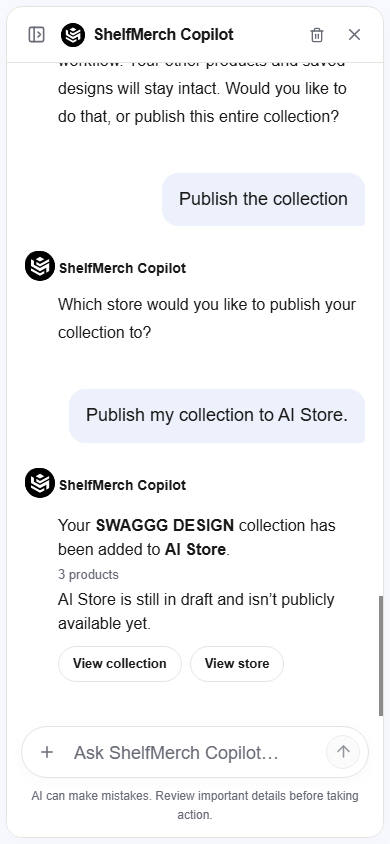 ShelfMerch Copilot
workflow. Your other products and saved
designs will stay intact. Would you like to
do that, or publish this entire collection?
Publish the collection
ShelfMerch Copilot
Which store would you like to publish your
collection to?
Publish my collection to AI Store.
ShelfMerch Copilot
Your SWAGGG DESIGN collection has
been added to AI Store.
3 products
AI Store is still in draft and isn’t publicly
available yet.
View collection
View store
Ask ShelfMerch Copilot…
AI can make mistakes. Review important details before taking
action.